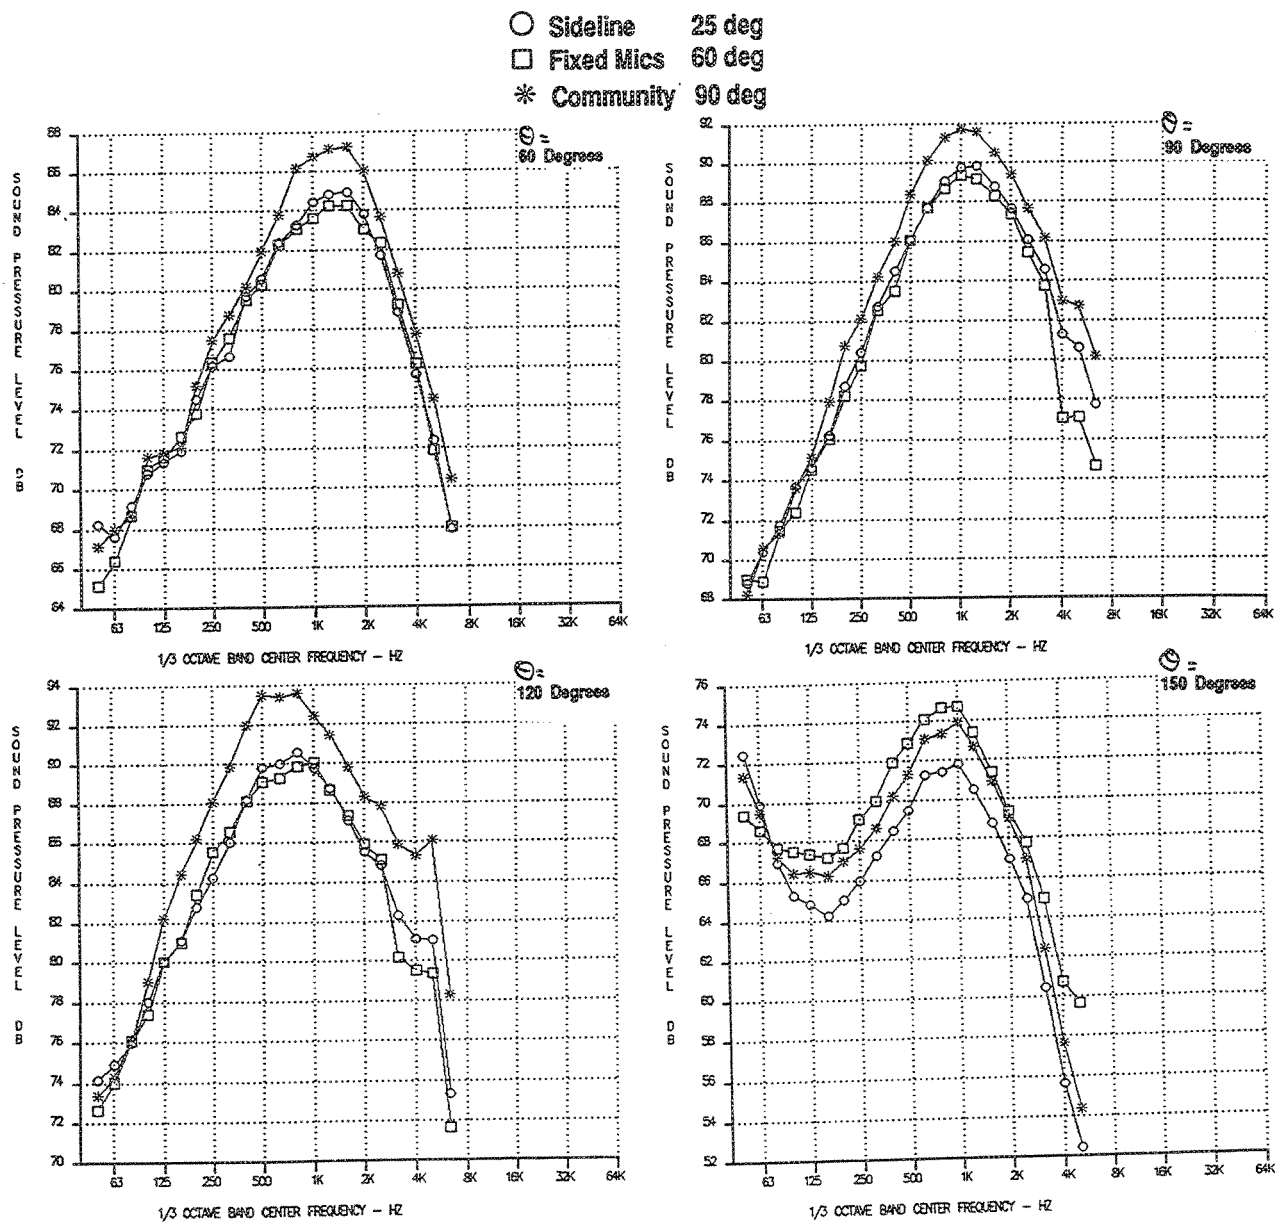 ○ Sideline 25 deg
□ Fixed Mics 60 deg
* Community 90 deg
Θ=
60 Degrees
88
86
84
82
80
78
76
74
72
70
68
66
64
SOUND PRESSURE LEVEL DB
63 125 250 500 1K 2K 4K 8K 16K 32K 64K
1/3 OCTAVE BAND CENTER FREQUENCY - HZ
Θ=
90 Degrees
92
90
88
86
84
82
80
78
76
74
72
70
68
SOUND PRESSURE LEVEL DB
63 125 250 500 1K 2K 4K 8K 16K 32K 64K
1/3 OCTAVE BAND CENTER FREQUENCY - HZ
Θ=
120 Degrees
94
92
90
88
86
84
82
80
78
76
74
72
70
SOUND PRESSURE LEVEL DB
63 125 250 500 1K 2K 4K 8K 16K 32K 64K
1/3 OCTAVE BAND CENTER FREQUENCY - HZ
Θ=
150 Degrees
76
74
72
70
68
66
64
62
60
58
56
54
52
SOUND PRESSURE LEVEL DB
63 125 250 500 1K 2K 4K 8K 16K 32K 64K
1/3 OCTAVE BAND CENTER FREQUENCY - HZ